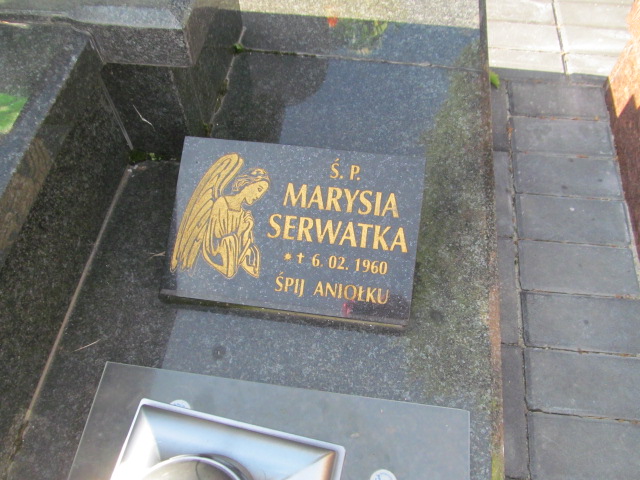 Ś. P.
MARYSIA
SERWATKA
* † 6. 02. 1960
ŚPIJ ANIOŁKU